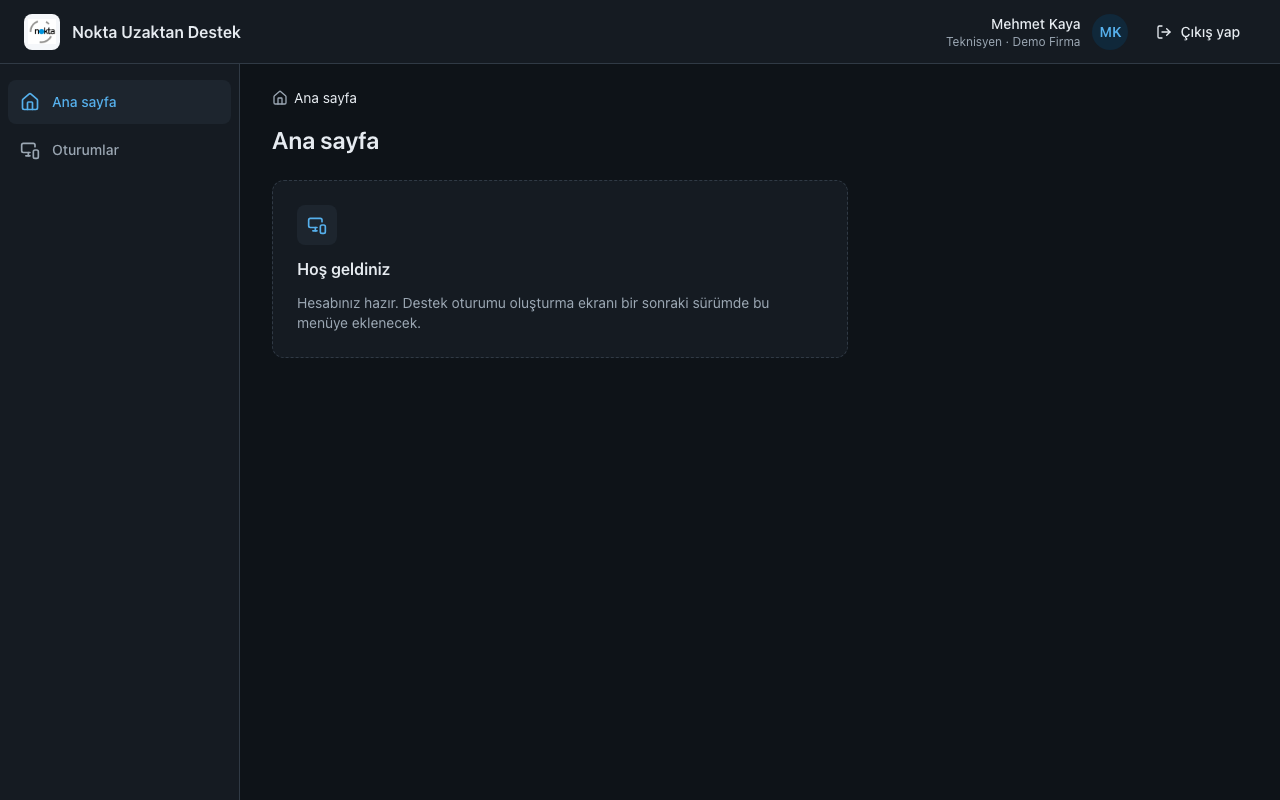 nokta
Nokta Uzaktan Destek
Mehmet Kaya
Teknisyen · Demo Firma
MK
Çıkış yap
Ana sayfa
Oturumlar
Ana sayfa
Ana sayfa
Hoş geldiniz
Hesabınız hazır. Destek oturumu oluşturma ekranı bir sonraki sürümde bu
menüye eklenecek.